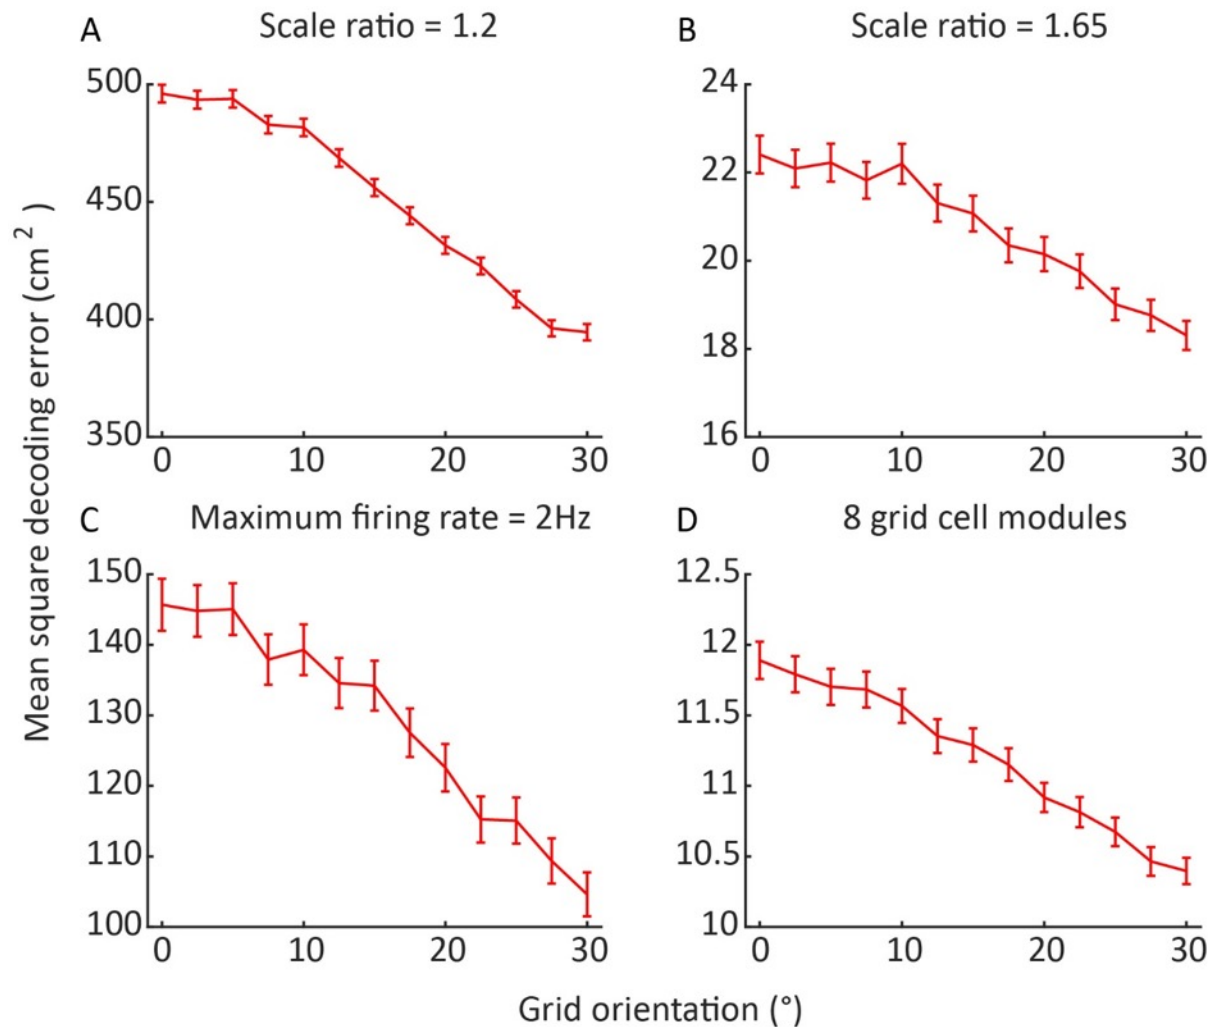 A Scale ratio = 1.2
B Scale ratio = 1.65
500
450
400
350
0 10 20 30
24
22
20
18
16
0 10 20 30
Mean square decoding error (cm 2 )
C Maximum firing rate = 2Hz
D 8 grid cell modules
150
140
130
120
110
100
0 10 20 30
12.5
12
11.5
11
10.5
10
0 10 20 30
Grid orientation (°)